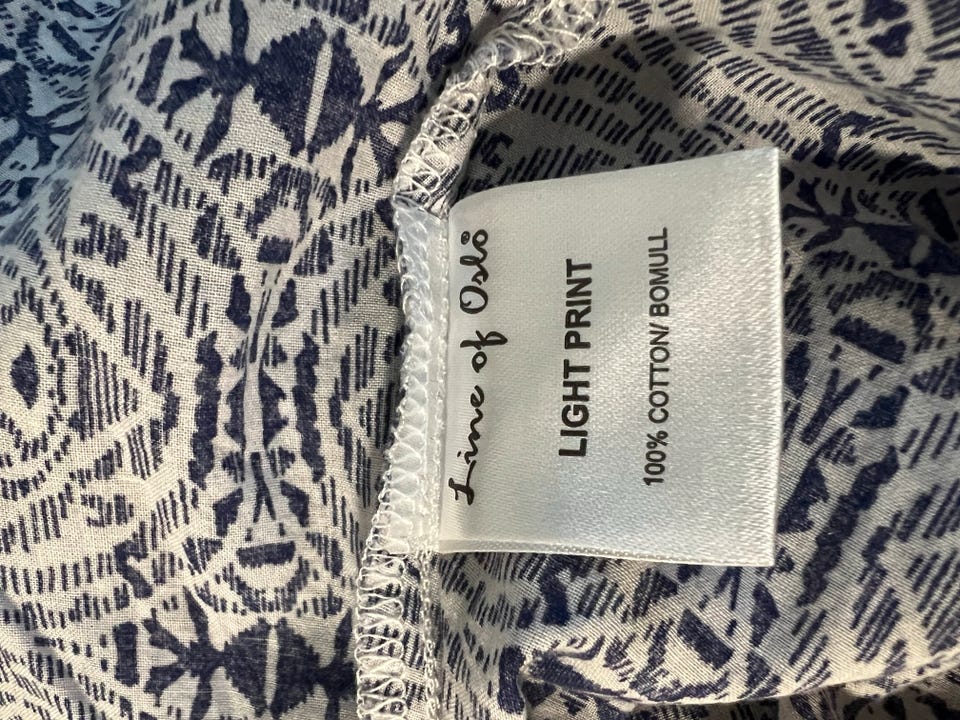 Line of Oslo
LIGHT PRINT
100% COTTON/ BOMULL